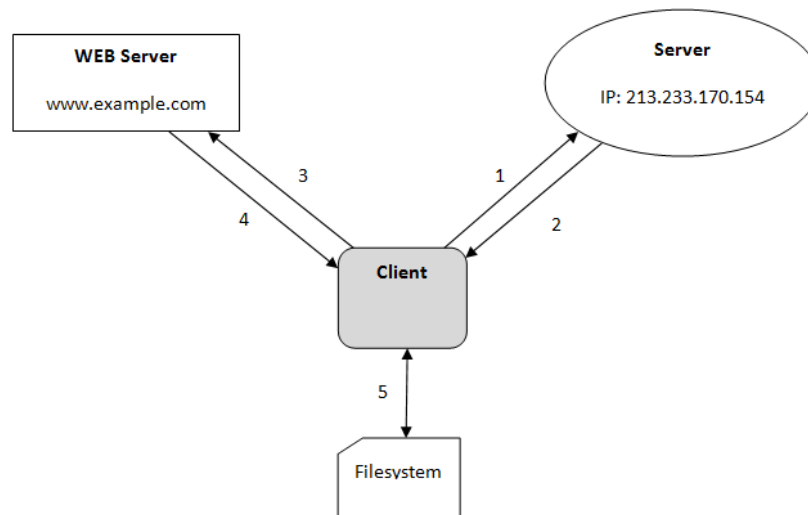 WEB Server
www.example.com
Server
IP: 213.233.170.154
3
1
4
2
Client
5
Filesystem